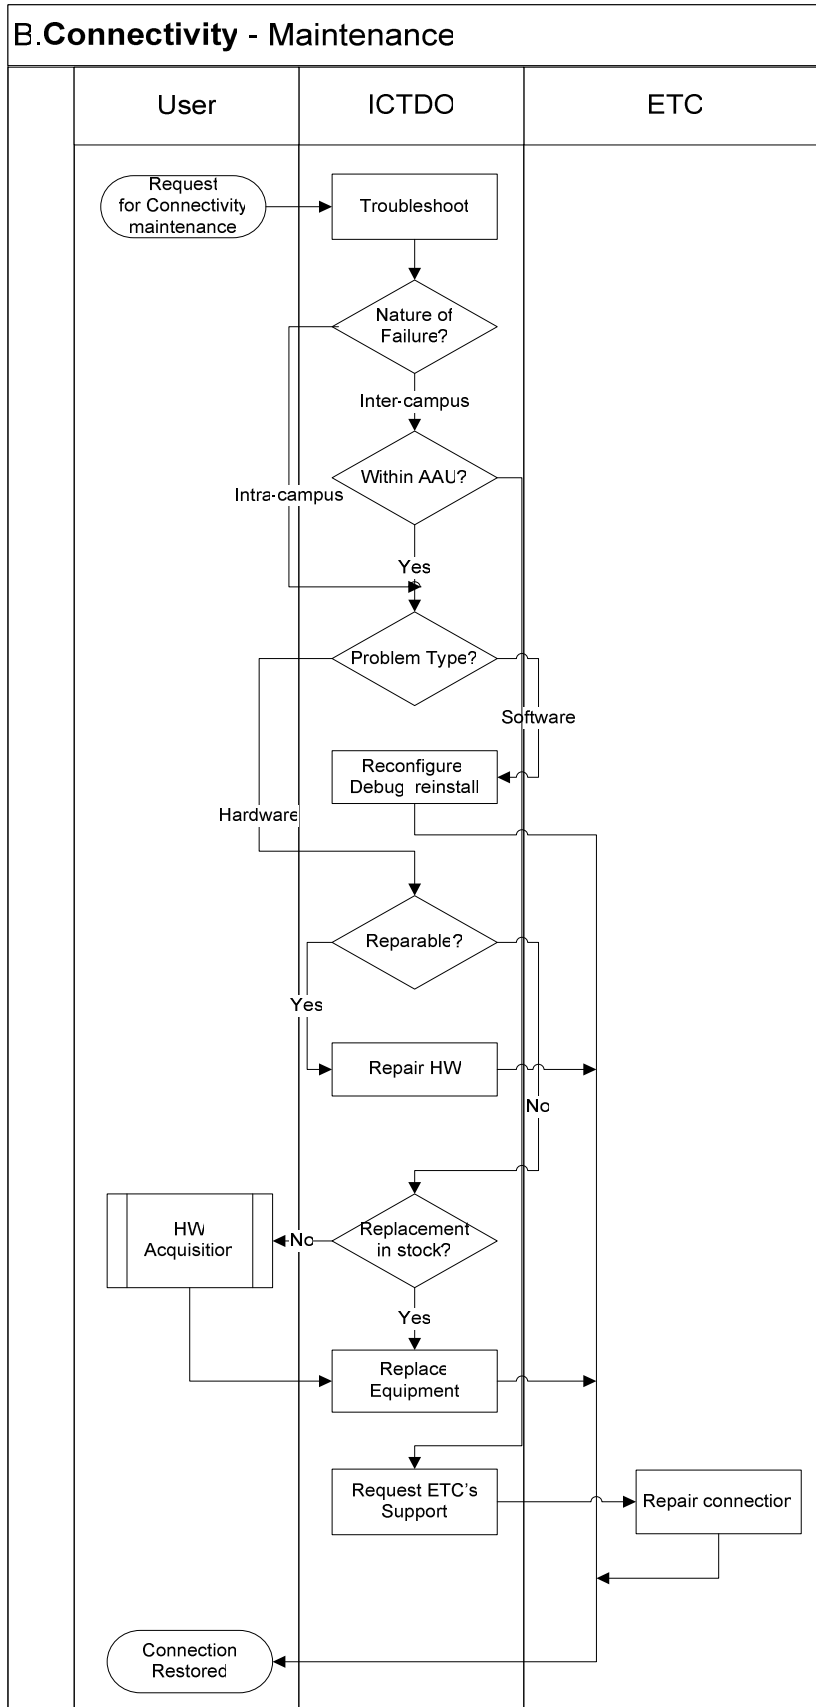 B.Connectivity - Maintenance
User
ICTDO
ETC
Request
for Connectivity
maintenance
Troubleshoot
Nature of
Failure?
Inter-campus
Within AAU?
Intra-campus
Yes
Problem Type?
Software
Reconfigure
Debug reinstall
Hardware
Reparable?
Yes
Repair HW
No
HW
Acquisition
No
Replacement
in stock?
Yes
Replace
Equipment
Request ETC's
Support
Repair connection
Connection
Restored